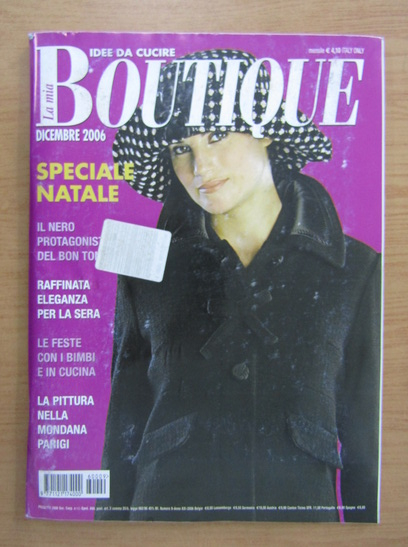 IDEE DA CUCIRE
mensile € 4,90 ITALY ONLY
La mia
BOUTIQUE
DICEMBRE 2006
SPECIALE
NATALE
IL NERO
PROTAGONIST
DEL BON TO
RAFFINATA
ELEGANZA
PER LA SERA
LE FESTE
CON I BIMBI
E IN CUCINA
LA PITTURA
NELLA
MONDANA
PARIGI